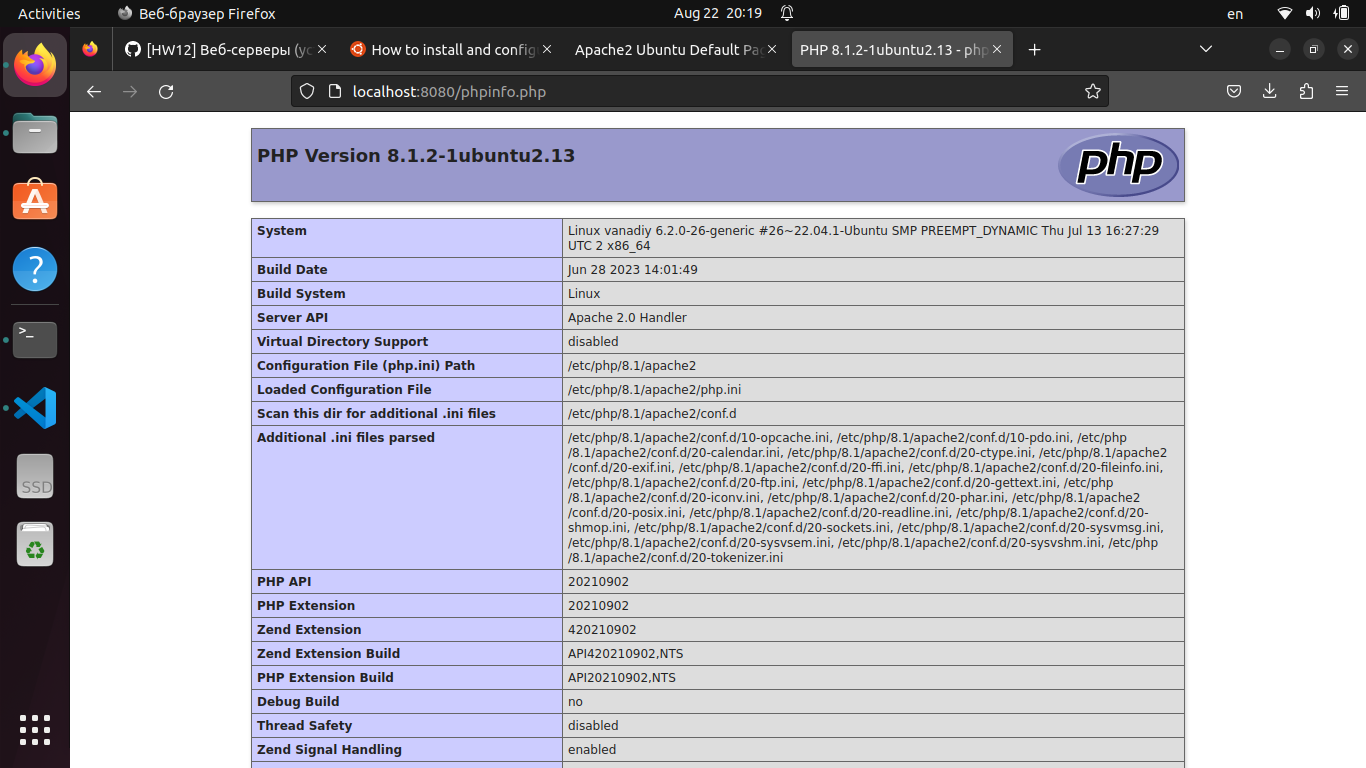 Activities
Веб-браузер Firefox
Aug 22 20:19
en
[HW12] Веб-серверы (ус
How to install and config
Apache2 Ubuntu Default Pag
PHP 8.1.2-1ubuntu2.13 - php
localhost:8080/phpinfo.php
PHP Version 8.1.2-1ubuntu2.13
php
System
Linux vanadiy 6.2.0-26-generic #26~22.04.1-Ubuntu SMP PREEMPT_DYNAMIC Thu Jul 13 16:27:29
UTC 2 x86_64
Build Date
Jun 28 2023 14:01:49
Build System
Linux
Server API
Apache 2.0 Handler
Virtual Directory Support
disabled
Configuration File (php.ini) Path
/etc/php/8.1/apache2
Loaded Configuration File
/etc/php/8.1/apache2/php.ini
Scan this dir for additional .ini files
/etc/php/8.1/apache2/conf.d
Additional .ini files parsed
/etc/php/8.1/apache2/conf.d/10-opcache.ini, /etc/php/8.1/apache2/conf.d/10-pdo.ini, /etc/php
/8.1/apache2/conf.d/20-calendar.ini, /etc/php/8.1/apache2/conf.d/20-ctype.ini, /etc/php/8.1/apache2
/conf.d/20-exif.ini, /etc/php/8.1/apache2/conf.d/20-ffi.ini, /etc/php/8.1/apache2/conf.d/20-fileinfo.ini,
/etc/php/8.1/apache2/conf.d/20-ftp.ini, /etc/php/8.1/apache2/conf.d/20-gettext.ini, /etc/php
/8.1/apache2/conf.d/20-iconv.ini, /etc/php/8.1/apache2/conf.d/20-phar.ini, /etc/php/8.1/apache2
/conf.d/20-posix.ini, /etc/php/8.1/apache2/conf.d/20-readline.ini, /etc/php/8.1/apache2/conf.d/20-
shmop.ini, /etc/php/8.1/apache2/conf.d/20-sockets.ini, /etc/php/8.1/apache2/conf.d/20-sysvmsg.ini,
/etc/php/8.1/apache2/conf.d/20-sysvsem.ini, /etc/php/8.1/apache2/conf.d/20-sysvshm.ini, /etc/php
/8.1/apache2/conf.d/20-tokenizer.ini
PHP API
20210902
PHP Extension
20210902
Zend Extension
420210902
Zend Extension Build
API420210902,NTS
PHP Extension Build
API20210902,NTS
Debug Build
no
Thread Safety
disabled
Zend Signal Handling
enabled
SSD